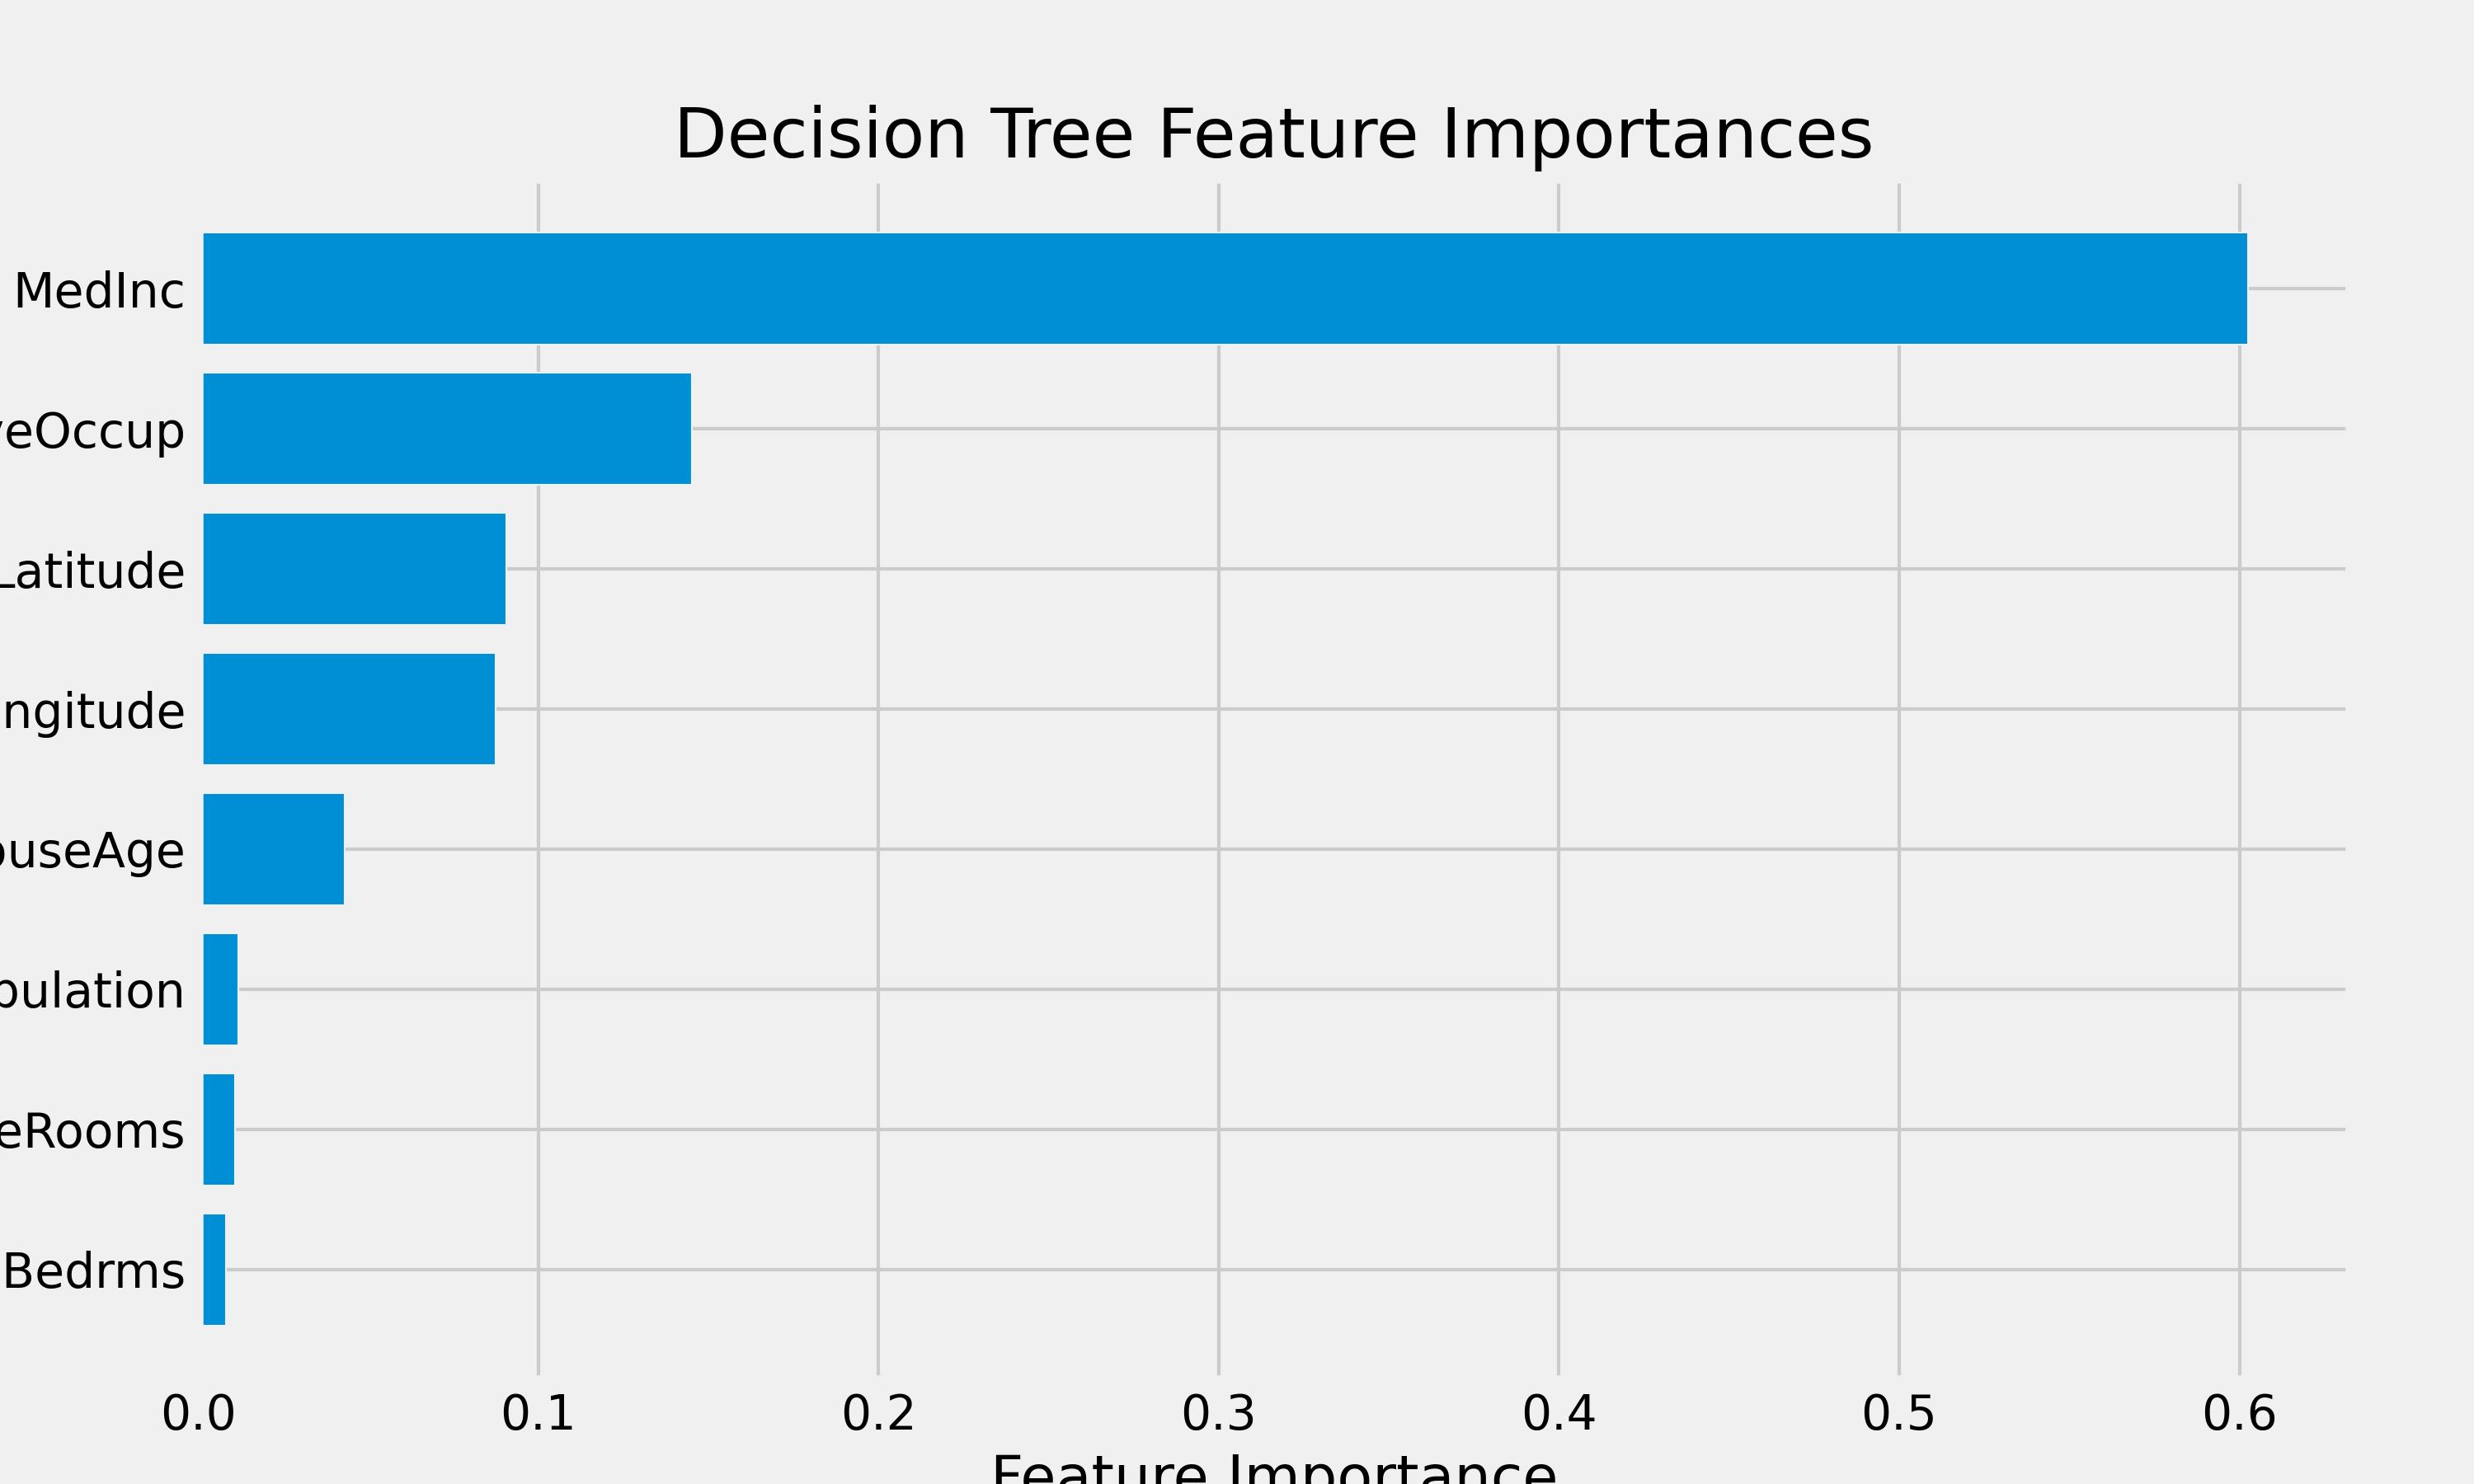 Decision Tree Feature Importances
MedInc
veOccup
Latitude
ngitude
ouseAge
pulation
eRooms
Bedrms
0.0 0.1 0.2 0.3 0.4 0.5 0.6
Feature Importance